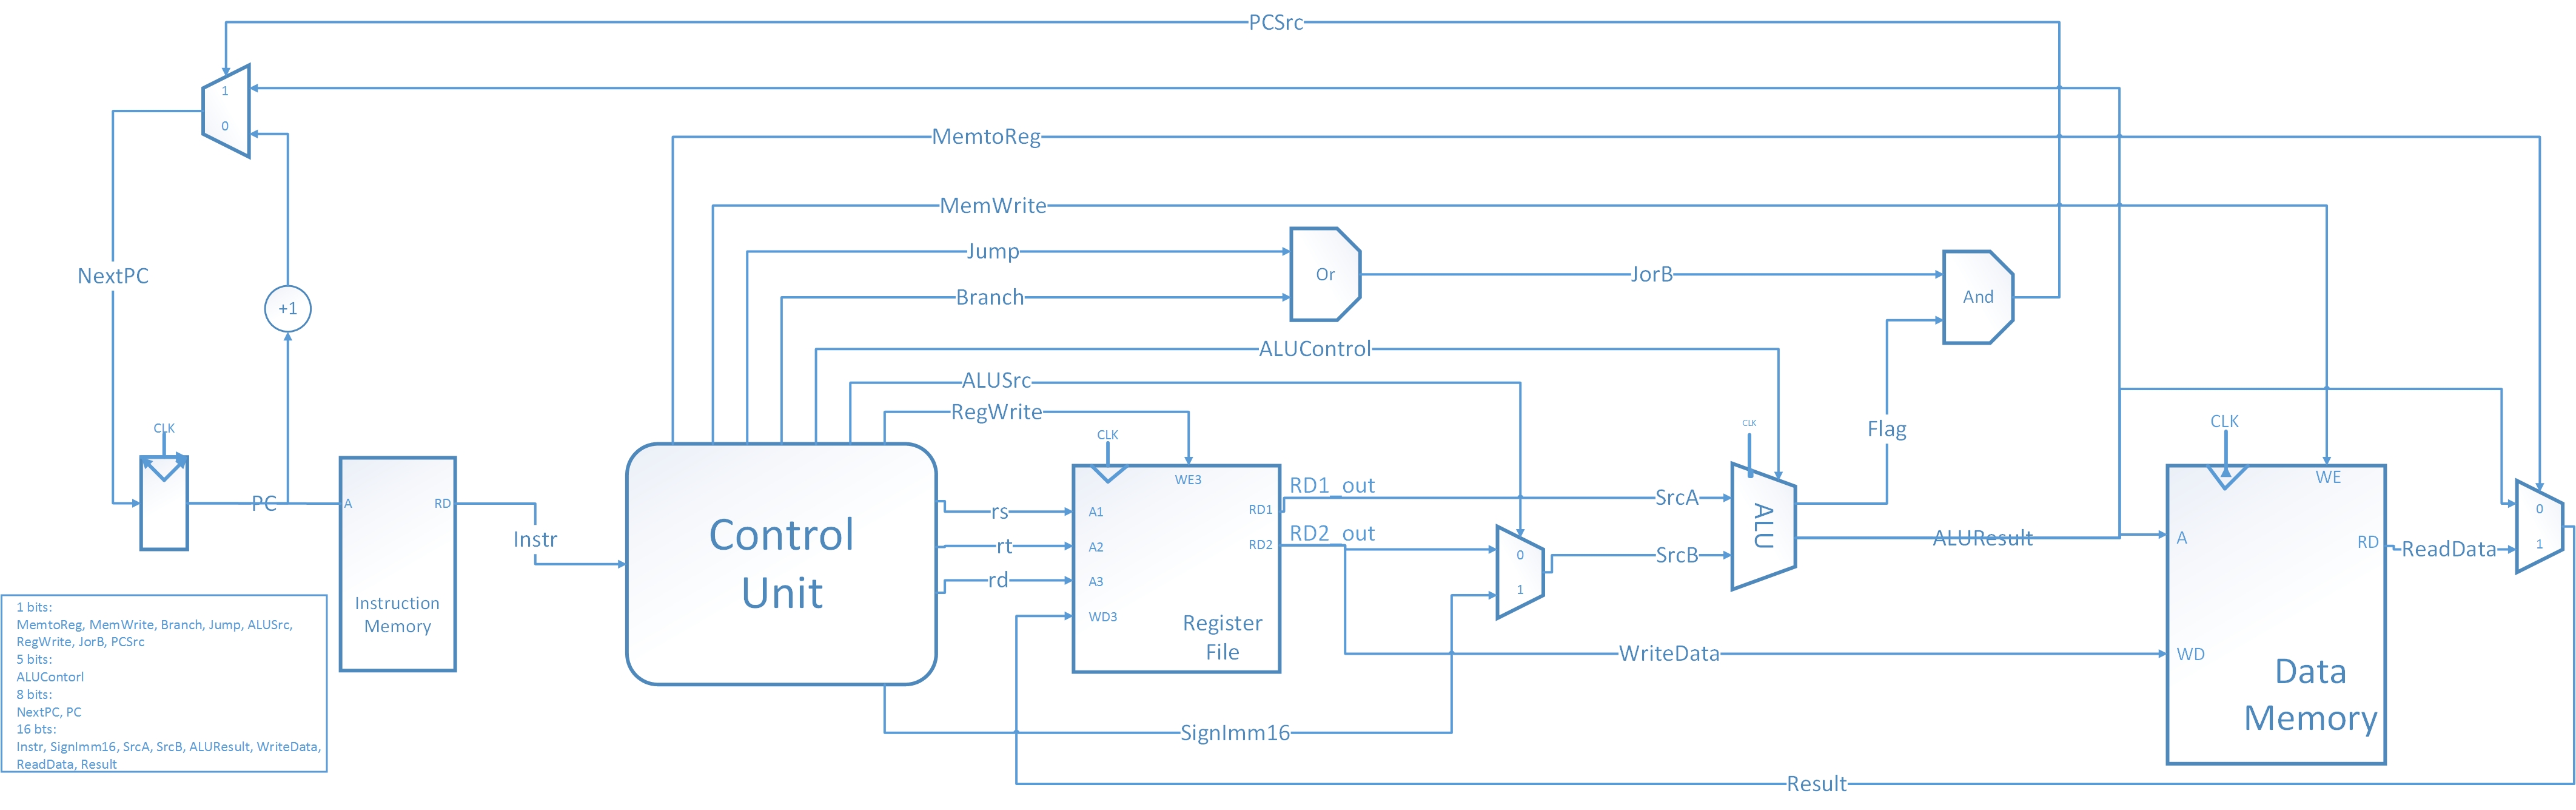 PCSrc
1
0
MemtoReg
MemWrite
Jump
Or
Branch
JorB
And
NextPC
+1
ALUControl
ALUSrc
RegWrite
CLK
PC
A
RD
Instruction
Memory
Instr
Control
Unit
rs
rt
rd
CLK
WE3
A1
A2
A3
WD3
RD1
RD2
Register
File
RD1_out
RD2_out
0
1
SrcA
SrcB
CLK
ALU
Flag
ALUResult
CLK
WE
A
RD
WD
Data
Memory
ReadData
0
1
WriteData
SignImm16
Result
1 bits:
MemtoReg, MemWrite, Branch, Jump, ALUSrc,
RegWrite, JorB, PCSrc
5 bits:
ALUContorl
8 bits:
NextPC, PC
16 bts:
Instr, SignImm16, SrcA, SrcB, ALUResult, WriteData,
ReadData, Result